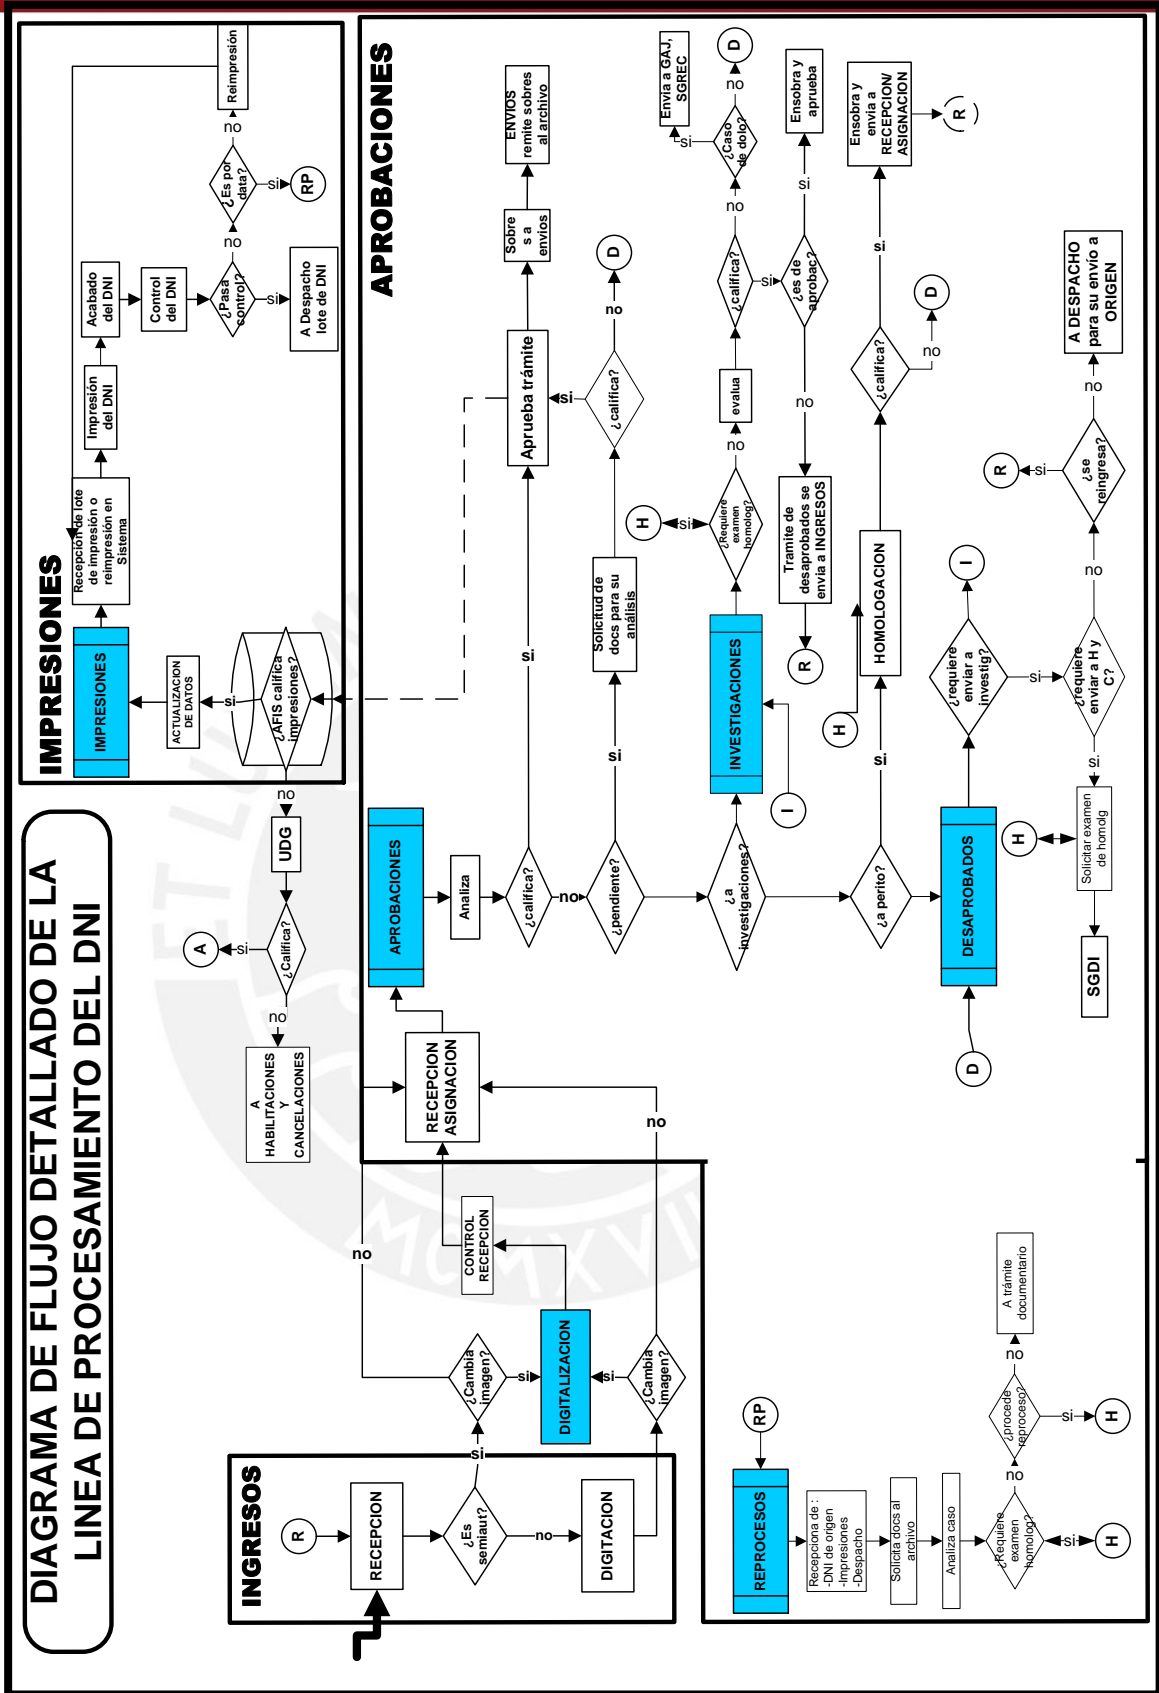 DIAGRAMA DE FLUJO DETALLADO DE LA
LINEA DE PROCESAMIENTO DEL DNI
INGRESOS
R
RECEPCION
¿Es
semiaut?
si
no
DIGITACION
¿Cambia
imagen?
si
no
DIGITALIZACION
¿Cambia
imagen?
si
no
CONTROL
RECEPCION
RECEPCION
ASIGNACION
A
HABILITACIONES
Y
CANCELACIONES
no
¿Califica?
si
A
UDG
no
IMPRESIONES
¿AFIS califica
impresiones?
si
ACTUALIZACION
DE DATOS
IMPRESIONES
Recepción de lote
de impresión o
reimpresión en
Sistema
Impresión
del DNI
Acabado
del DNI
Control
del DNI
¿Pasa
control?
si
A Despacho
lote de DNI
no
¿Es por
data?
si
RP
no
Reimpresión
APROBACIONES
APROBACIONES
Analiza
¿califica?
si
no
Aprueba trámite
Sobre
s a
envios
ENVIOS
remite sobres
al archivo
¿pendiente?
si
Solicitud de
docs para su
análisis
¿califica?
si
no
D
¿a
investigaciones?
INVESTIGACIONES
I
¿Requiere
examen
homolog?
si
H
no
evalua
¿califica?
no
si
¿Caso
de dolo?
si
Envia a GAJ,
SGREC
no
D
¿es de
aprobac?
si
Ensobra y
aprueba
no
Tramite de
desaprobados se
envia a INGRESOS
R
¿a perito?
si
H
HOMOLOGACION
¿califica?
si
Ensobra y
envia a
RECEPCION/
ASIGNACION
R
no
D
D
DESAPROBADOS
¿requiere
enviar a
investig?
I
si
¿requiere
enviar a H y
C?
si
Solicitar examen
de homolg
H
SGDI
no
¿se
reingresa?
si
R
no
A DESPACHO
para su envío a
ORIGEN
RP
REPROCESOS
Recepciona de :
-DNI de origen
-Impresiones
-Despacho
Solicita docs al
archivo
Analiza caso
¿Requiere
examen
homolog?
si
H
no
¿procede
reproceso?
si
H
no
A trámite
documentario